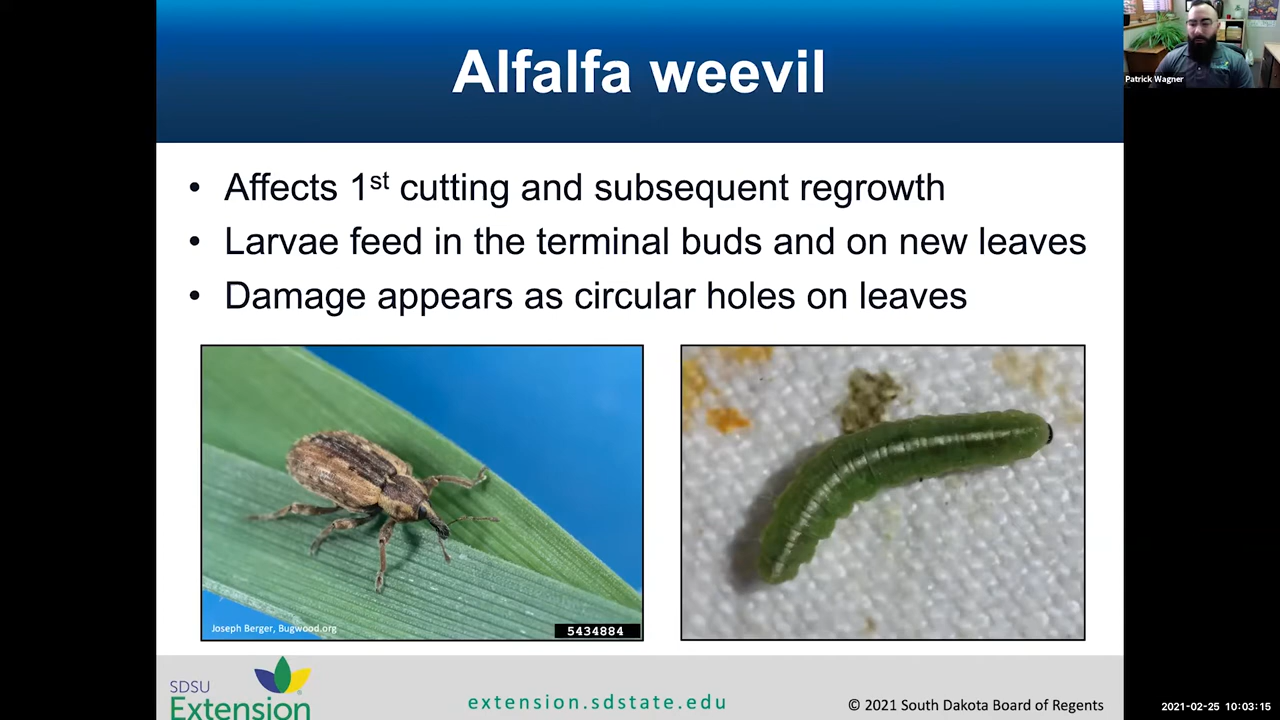 Alfalfa weevil
Patrick Wagner
• Affects 1st cutting and subsequent regrowth
• Larvae feed in the terminal buds and on new leaves
• Damage appears as circular holes on leaves
Joseph Berger, Bugwood.org
5434884
SDSU
Extension
extension.sdstate.edu
© 2021 South Dakota Board of Regents
2021-02-25 10:03:15